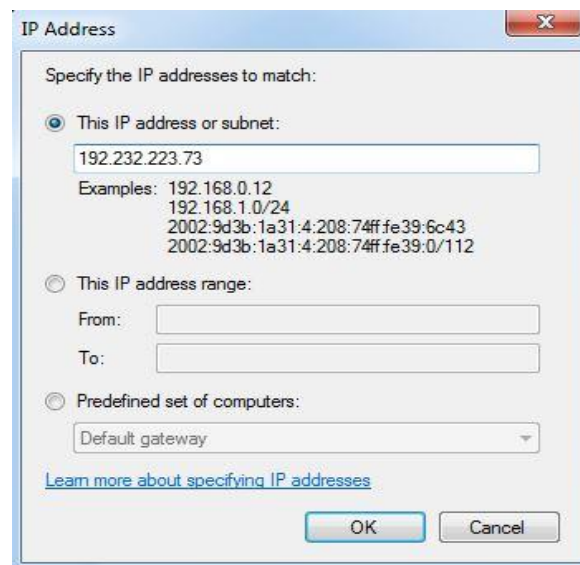 IP Address
Specify the IP addresses to match:
This IP address or subnet:
192.232.223.73
Examples: 192.168.0.12
192.168.1.0/24
2002:9d3b:1a31:4:208:74ff:fe39:6c43
2002:9d3b:1a31:4:208:74ff:fe39:0/112
This IP address range:
From:
To:
Predefined set of computers:
Default gateway
Learn more about specifying IP addresses
OK Cancel